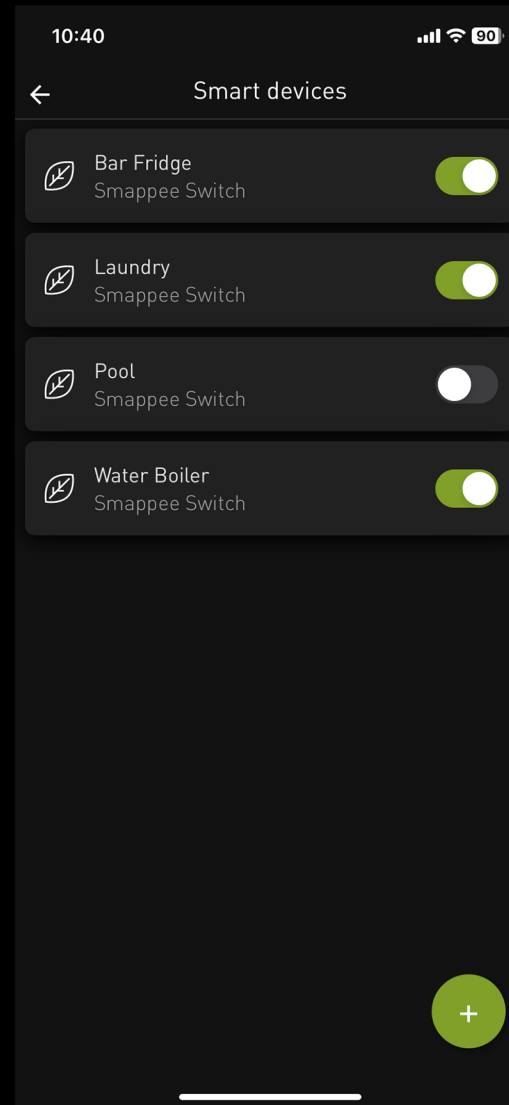 10:40
90
Smart devices
Bar Fridge
Smappee Switch
Laundry
Smappee Switch
Pool
Smappee Switch
Water Boiler
Smappee Switch
+